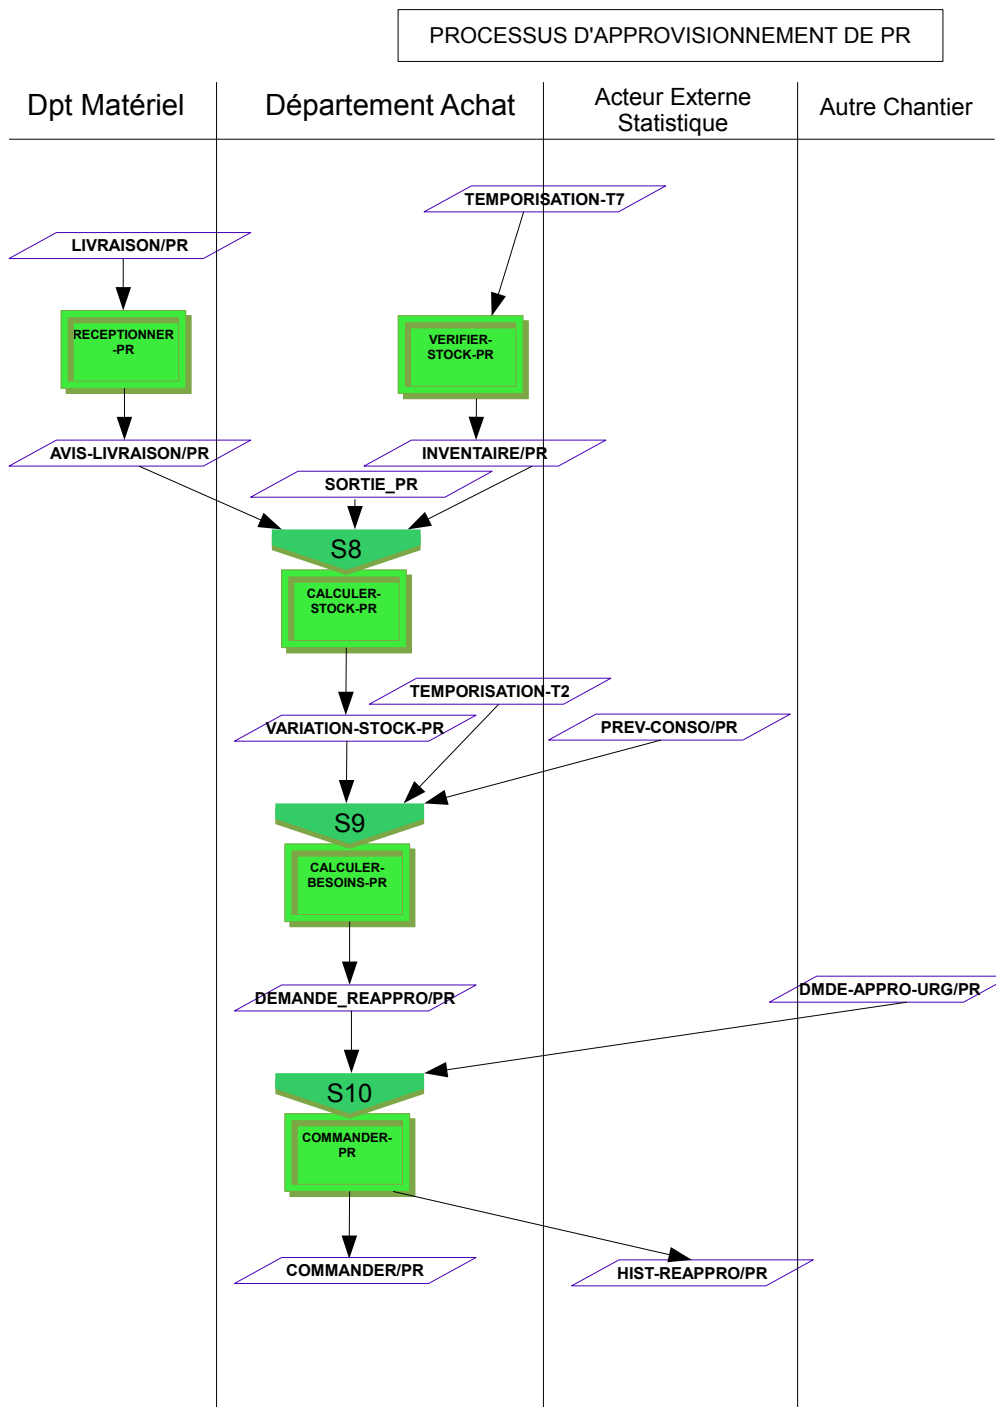 PROCESSUS D'APPROVISIONNEMENT DE PR
Dpt Matériel
Département Achat
Acteur Externe
Statistique
Autre Chantier
TEMPORISATION-T7
LIVRAISON/PR
RECEPTIONNER
-PR
VERIFIER-
STOCK-PR
AVIS-LIVRAISON/PR
INVENTAIRE/PR
SORTIE_PR
S8
CALCULER-
STOCK-PR
TEMPORISATION-T2
VARIATION-STOCK-PR
PREV-CONSO/PR
S9
CALCULER-
BESOINS-PR
DEMANDE_REAPPRO/PR
DMDE-APPRO-URG/PR
S10
COMMANDER-
PR
COMMANDER/PR
HIST-REAPPRO/PR